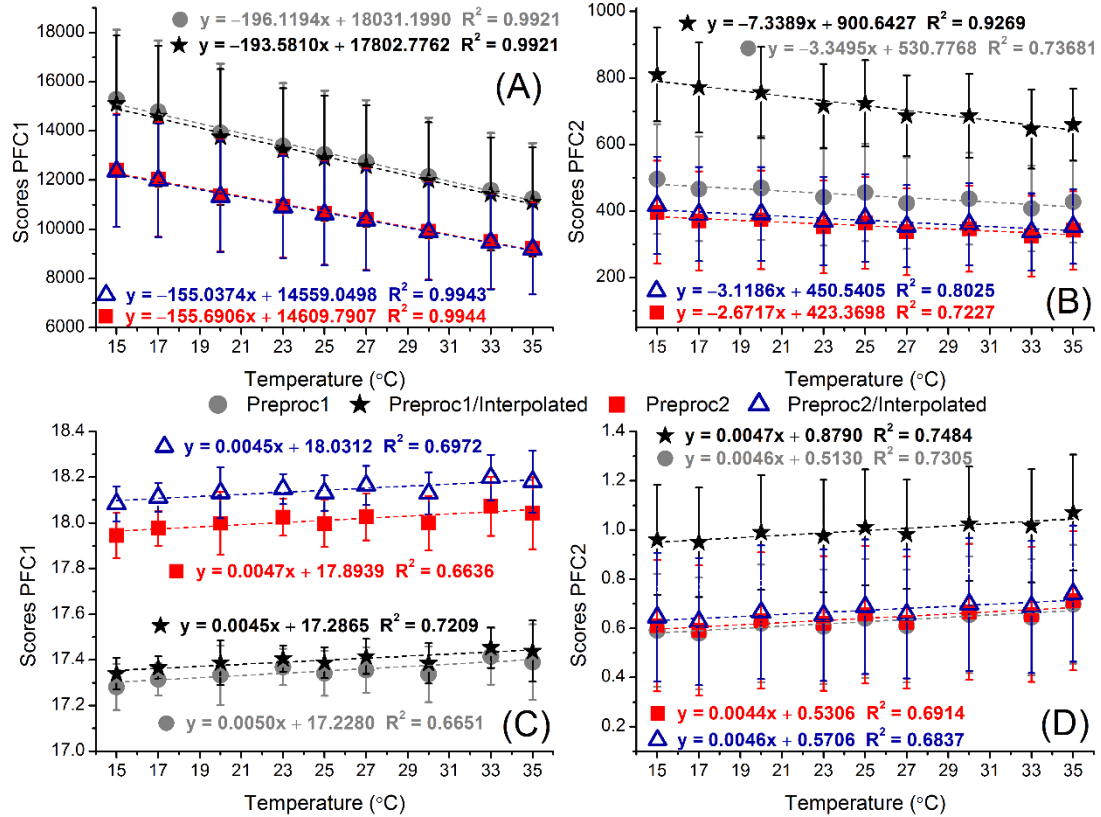 y = −196.1194x + 18031.1990 R² = 0.9921
y = −193.5810x + 17802.7762 R² = 0.9921
(A)
16000
14000
12000
10000
8000
6000
Scores PFC1
y = −155.0374x + 14559.0498 R² = 0.9943
y = −155.6906x + 14609.7907 R² = 0.9944
15 17 19 21 23 25 27 29 31 33 35
Temperature (°C)
y = −7.3389x + 900.6427 R² = 0.9269
y = −3.3495x + 530.7768 R² = 0.73681
1000
800
600
400
200
Scores PFC2
y = −3.1186x + 450.5405 R² = 0.8025
y = −2.6717x + 423.3698 R² = 0.7227
(B)
15 17 19 21 23 25 27 29 31 33 35
Temperature (°C)
Preproc1 Preproc1/Interpolated Preproc2 Preproc2/Interpolated
18.4
18.2
18.0
17.8
17.6
17.4
17.2
17.0
Scores PFC1
y = 0.0045x + 18.0312 R² = 0.6972
y = 0.0047x + 17.8939 R² = 0.6636
y = 0.0045x + 17.2865 R² = 0.7209
y = 0.0050x + 17.2280 R² = 0.6651
(C)
15 17 19 21 23 25 27 29 31 33 35
Temperature (°C)
1.4
1.2
1.0
0.8
0.6
0.4
0.2
Scores PFC2
y = 0.0047x + 0.8790 R² = 0.7484
y = 0.0046x + 0.5130 R² = 0.7305
y = 0.0044x + 0.5306 R² = 0.6914
y = 0.0046x + 0.5706 R² = 0.6837
(D)
15 17 19 21 23 25 27 29 31 33 35
Temperature (°C)